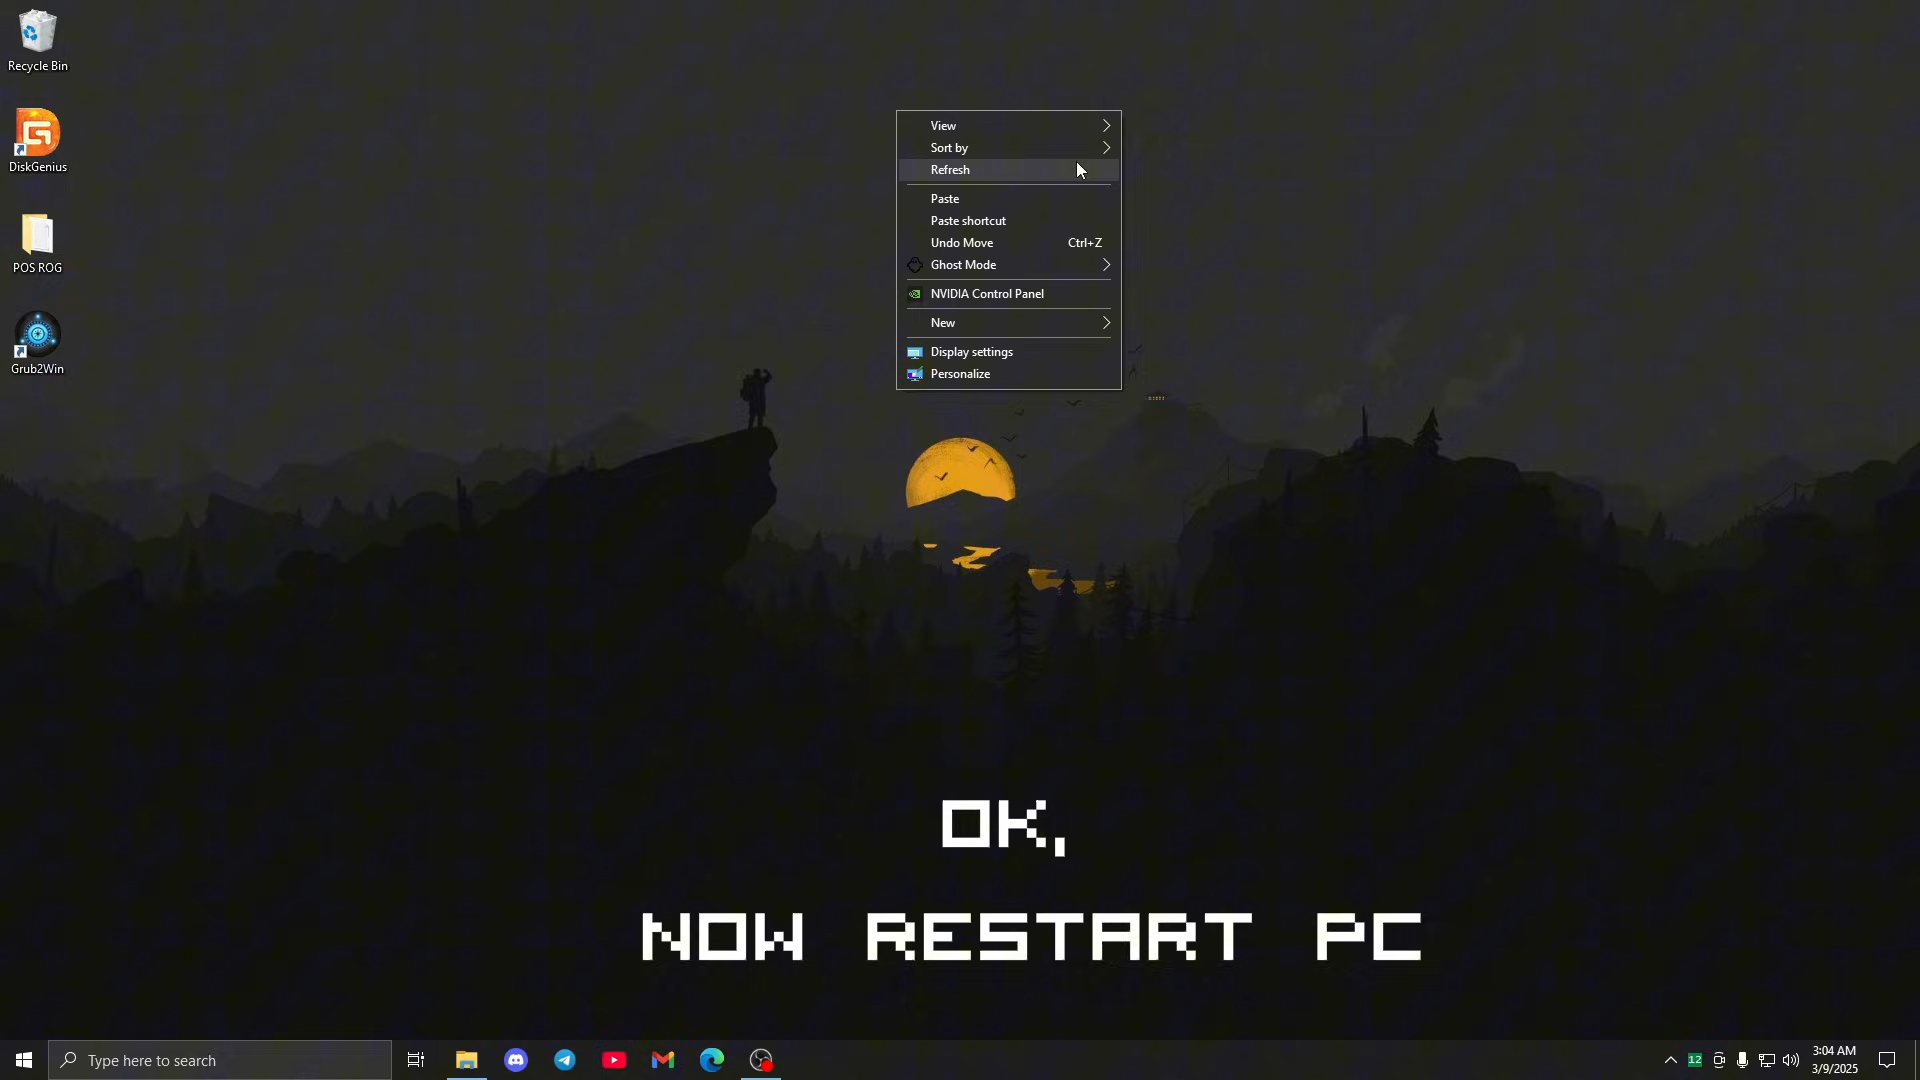 Recycle Bin
DiskGenius
POS ROG
Grub2Win
View
Sort by
Refresh
Paste
Paste shortcut
Undo Move Ctrl+Z
Ghost Mode
NVIDIA Control Panel
New
Display settings
Personalize
OK,
NOW RESTART PC
Type here to search
12
3:04 AM
3/9/2025